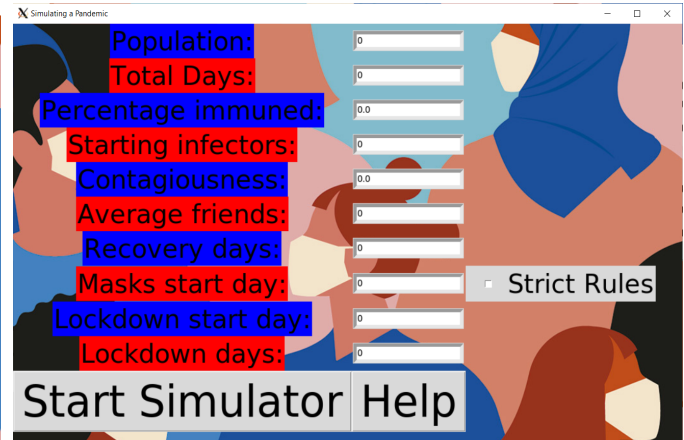 Simulating a Pandemic
Population: 0
Total Days: 0
Percentage immuned: 0.0
Starting infectors: 0
Contagiousness: 0.0
Average friends: 0
Recovery days: 0
Masks start day: 0 Strict Rules
Lockdown start day: 0
Lockdown days: 0
Start Simulator Help